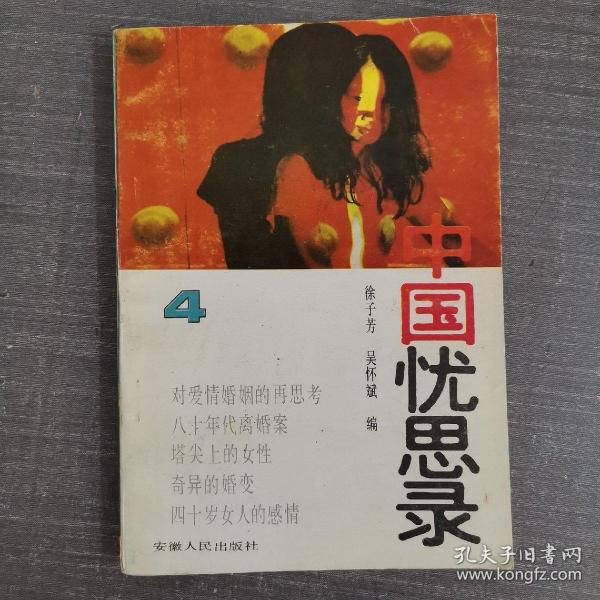 中国忧思录
4
徐子芳 吴怀斌 编
对爱情婚姻的再思考
八十年代离婚案
塔尖上的女性
奇异的婚变
四十岁女人的感情
安徽人民出版社
孔夫子旧书网
www.kongfz.com